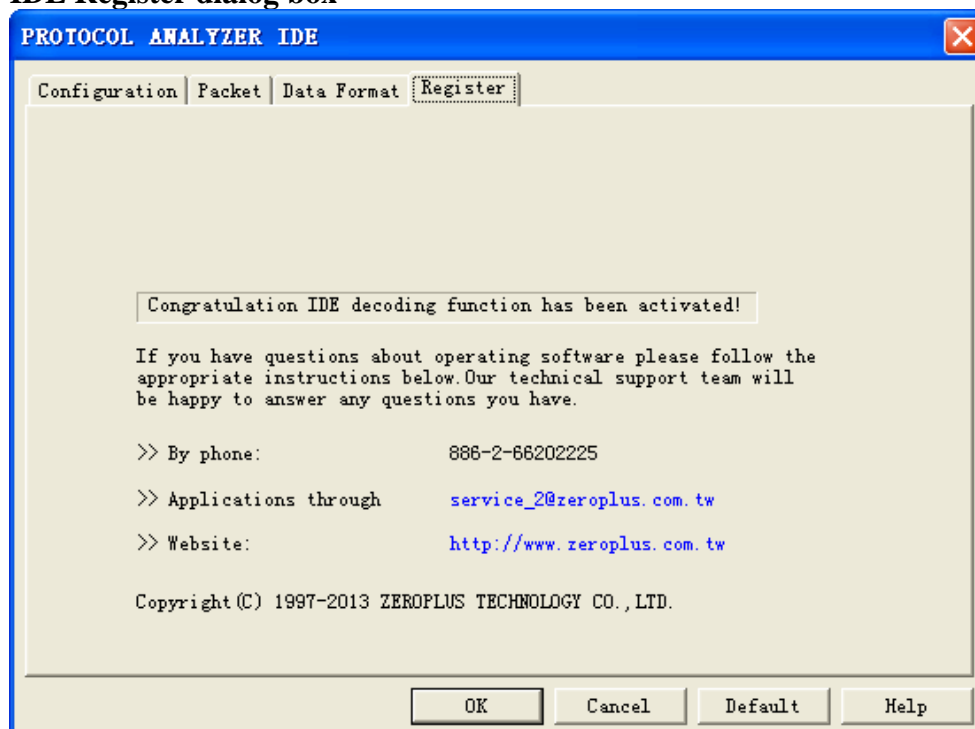 IDE Register dialog box
PROTOCOL ANALYZER IDE
Configuration Packet Data Format Register
Congratulation IDE decoding function has been activated!
If you have questions about operating software please follow the
appropriate instructions below.Our technical support team will
be happy to answer any questions you have.
>> By phone: 886-2-66202225
>> Applications through service_2@zeroplus.com.tw
>> Website: http://www.zeroplus.com.tw
Copyright(C) 1997-2013 ZEROPLUS TECHNOLOGY CO.,LTD.
OK Cancel Default Help